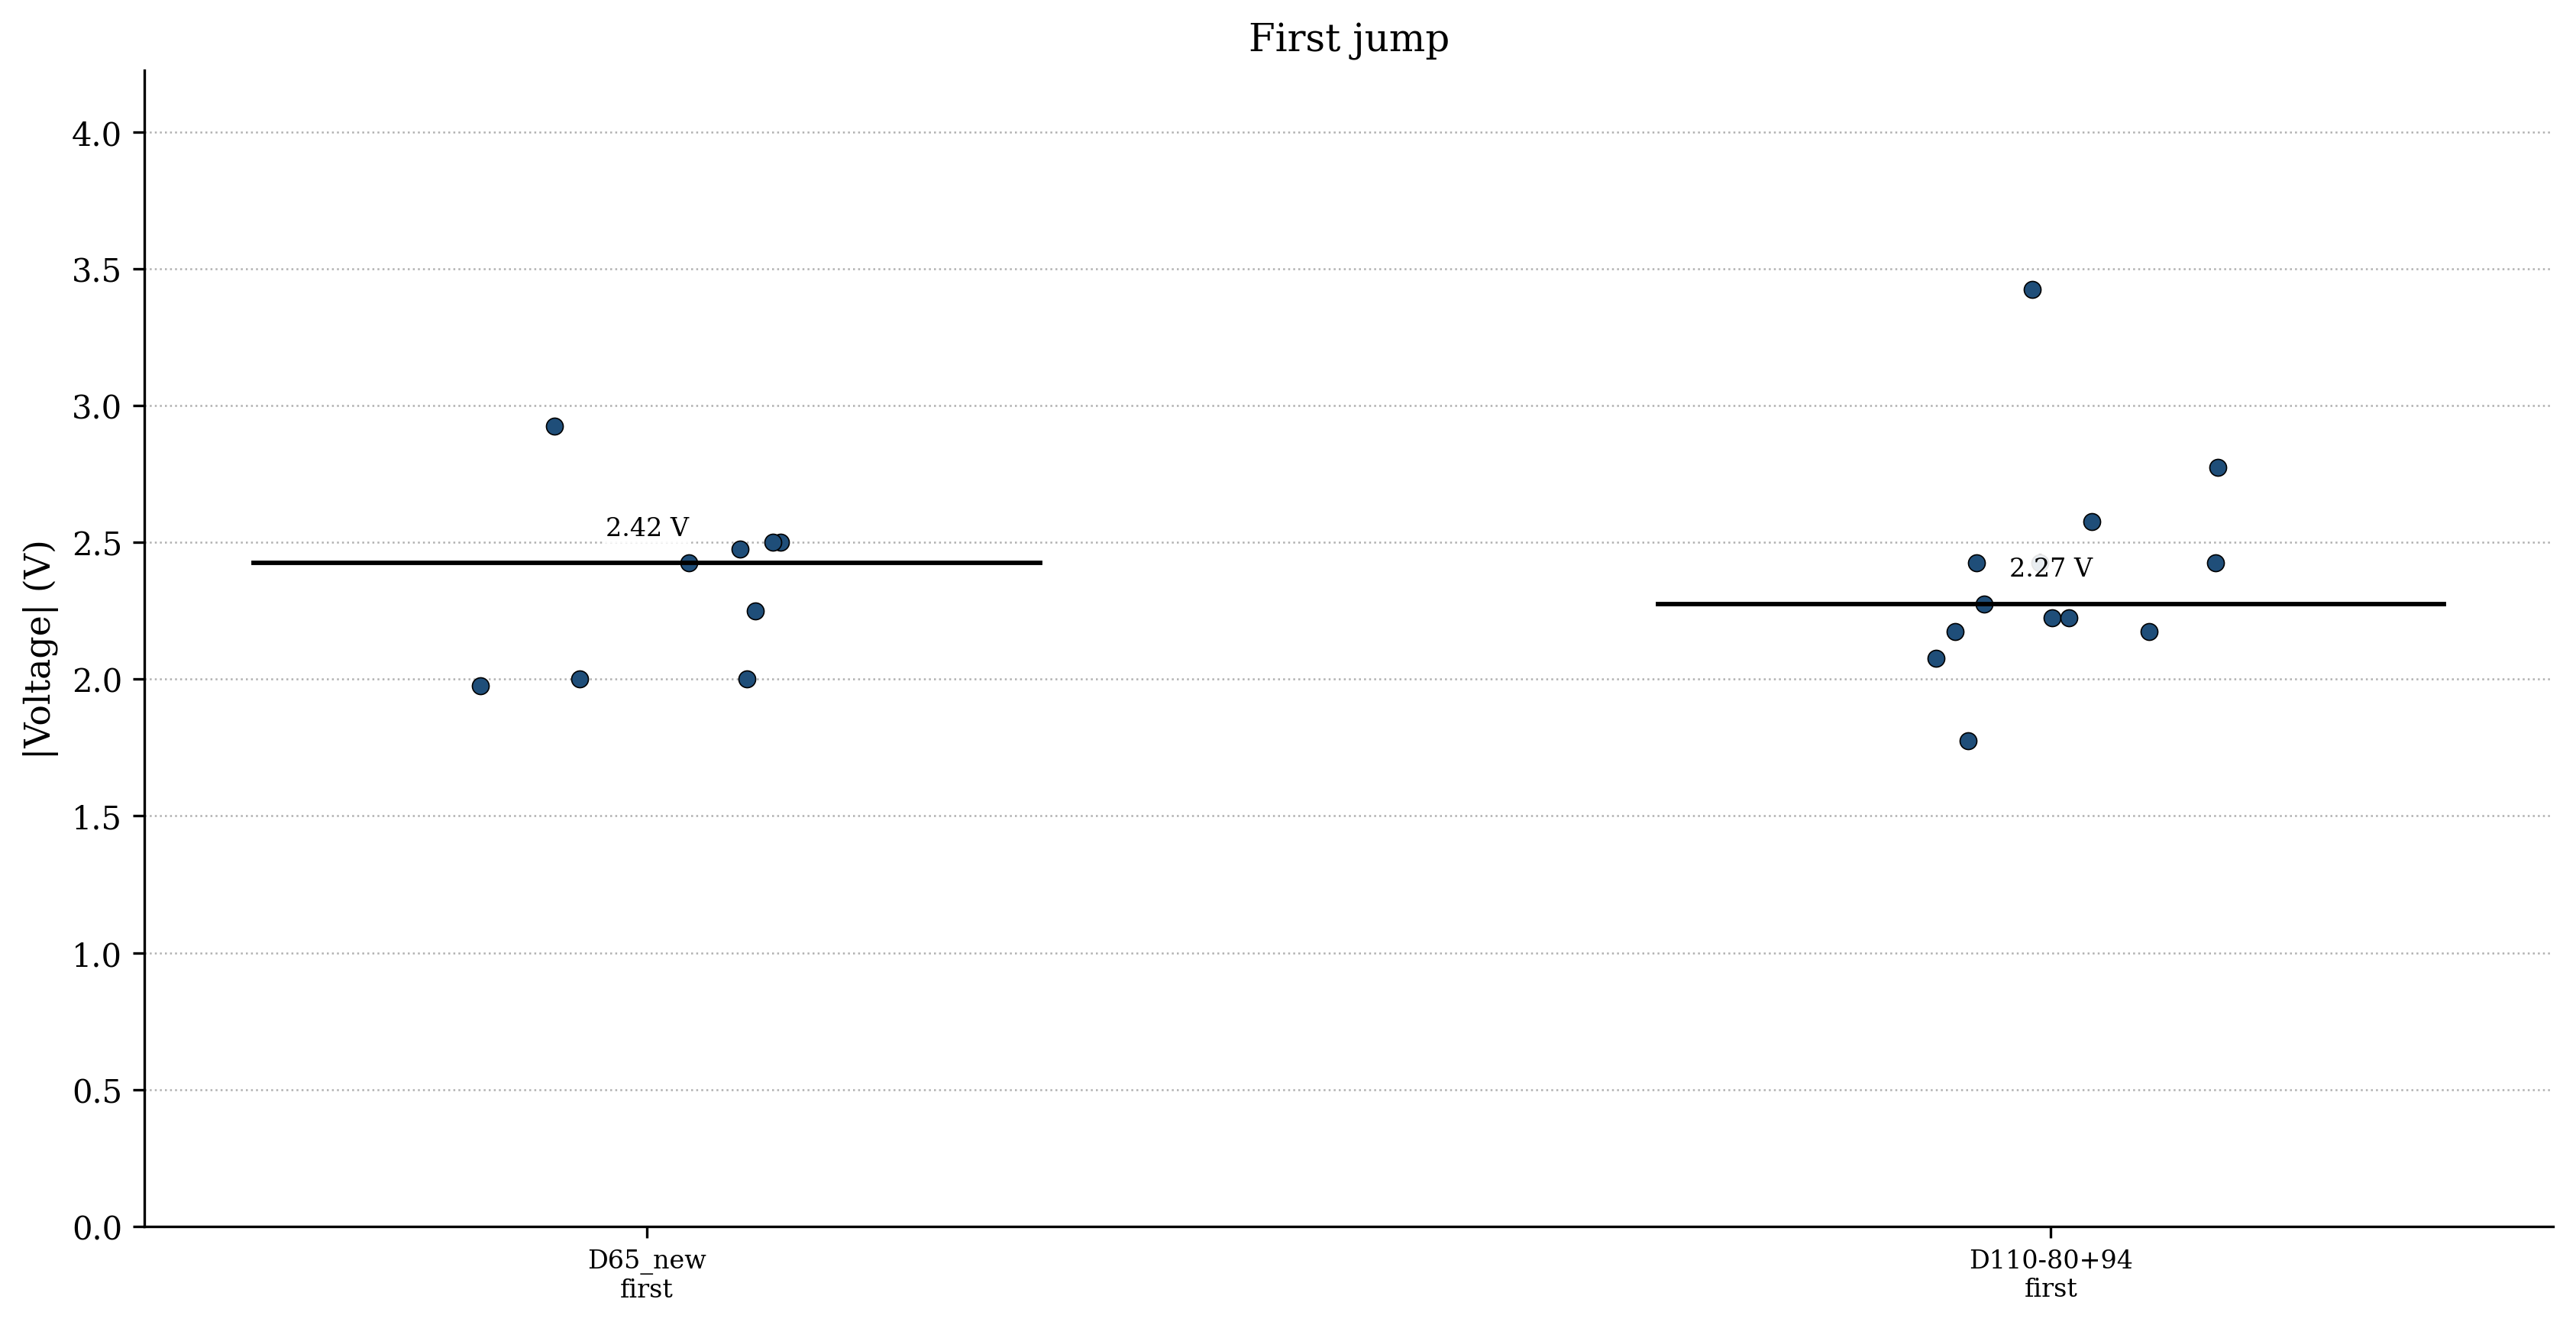 First jump
|Voltage| (V)
4.0
3.5
3.0
2.5
2.0
1.5
1.0
0.5
0.0
2.42 V
2.27 V
D65_new
first
D110-80+94
first